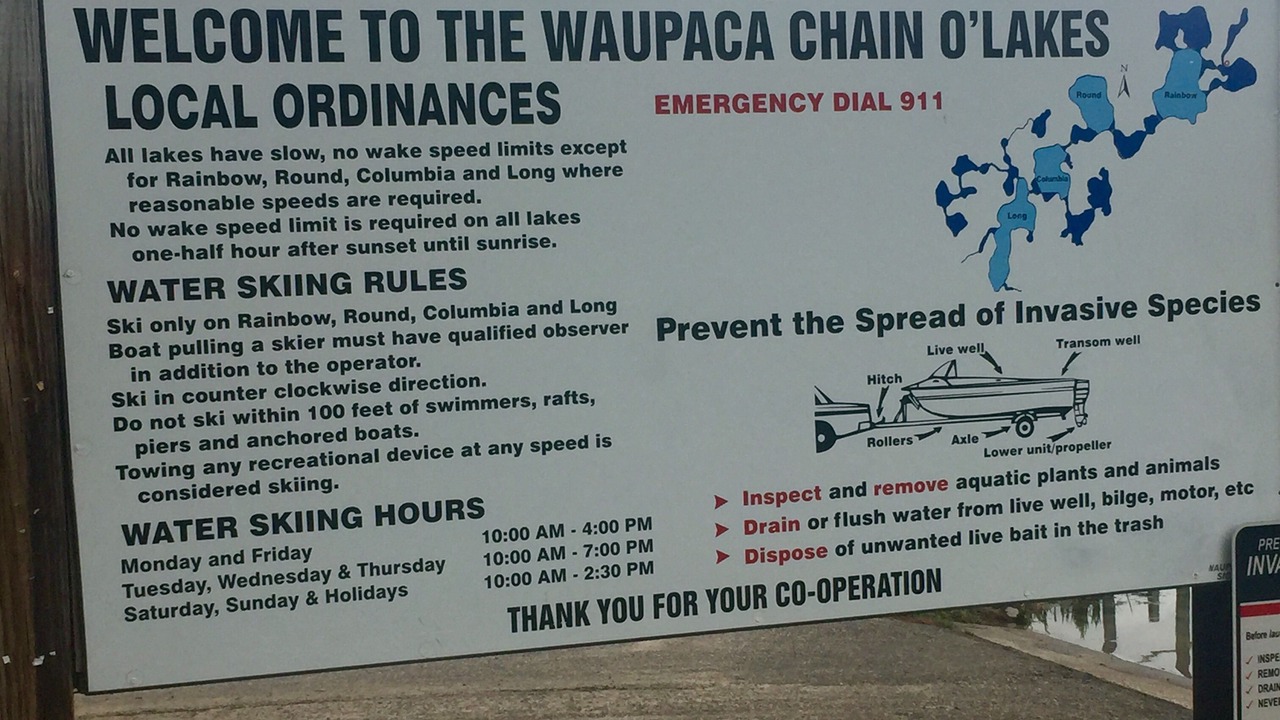 WELCOME TO THE WAUPACA CHAIN O'LAKES
LOCAL ORDINANCES
EMERGENCY DIAL 911
All lakes have slow, no wake speed limits except
for Rainbow, Round, Columbia and Long where
reasonable speeds are required.
No wake speed limit is required on all lakes
one-half hour after sunset until sunrise.
WATER SKIING RULES
Ski only on Rainbow, Round, Columbia and Long
Boat pulling a skier must have qualified observer
in addition to the operator.
Ski in counter clockwise direction.
Do not ski within 100 feet of swimmers, rafts,
piers and anchored boats.
Towing any recreational device at any speed is
considered skiing.
WATER SKIING HOURS
Monday and Friday 10:00 AM - 4:00 PM
Tuesday, Wednesday & Thursday 10:00 AM - 7:00 PM
Saturday, Sunday & Holidays 10:00 AM - 2:30 PM
N
Round
Rainbow
Columbia
Long
Prevent the Spread of Invasive Species
Live well
Transom well
Hitch
Rollers
Axle
Lower unit/propeller
Inspect and remove aquatic plants and animals
Drain or flush water from live well, bilge, motor, etc
Dispose of unwanted live bait in the trash
THANK YOU FOR YOUR CO-OPERATION
PRE
INVA
Before
INSPE
REMO
DRAIN
NEVE